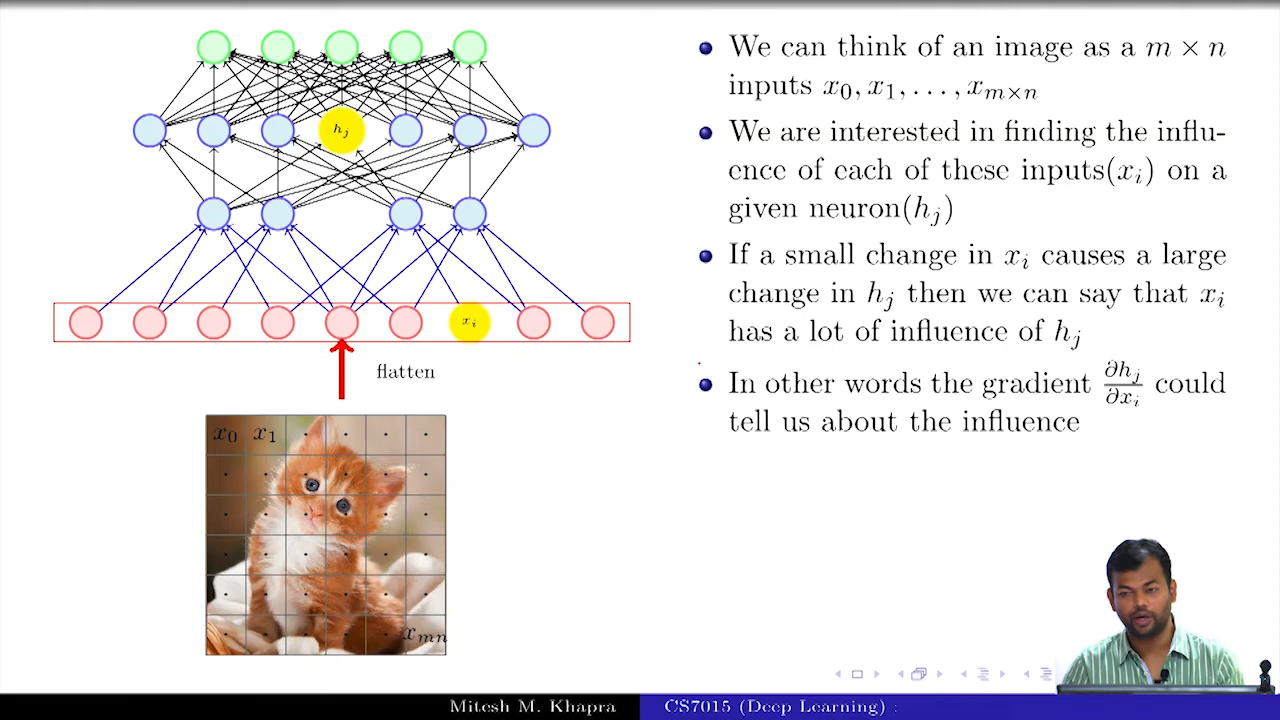 h_j
x_i
flatten
x_0 x_1
x_{mn}
We can think of an image as a m × n
inputs x_0, x_1, . . . , x_{m×n}
We are interested in finding the influ-
ence of each of these inputs(x_i) on a
given neuron(h_j)
If a small change in x_i causes a large
change in h_j then we can say that x_i
has a lot of influence of h_j
In other words the gradient ∂h_j/∂x_i could
tell us about the influence
Mitesh M. Khapra CS7015 (Deep Learning) :